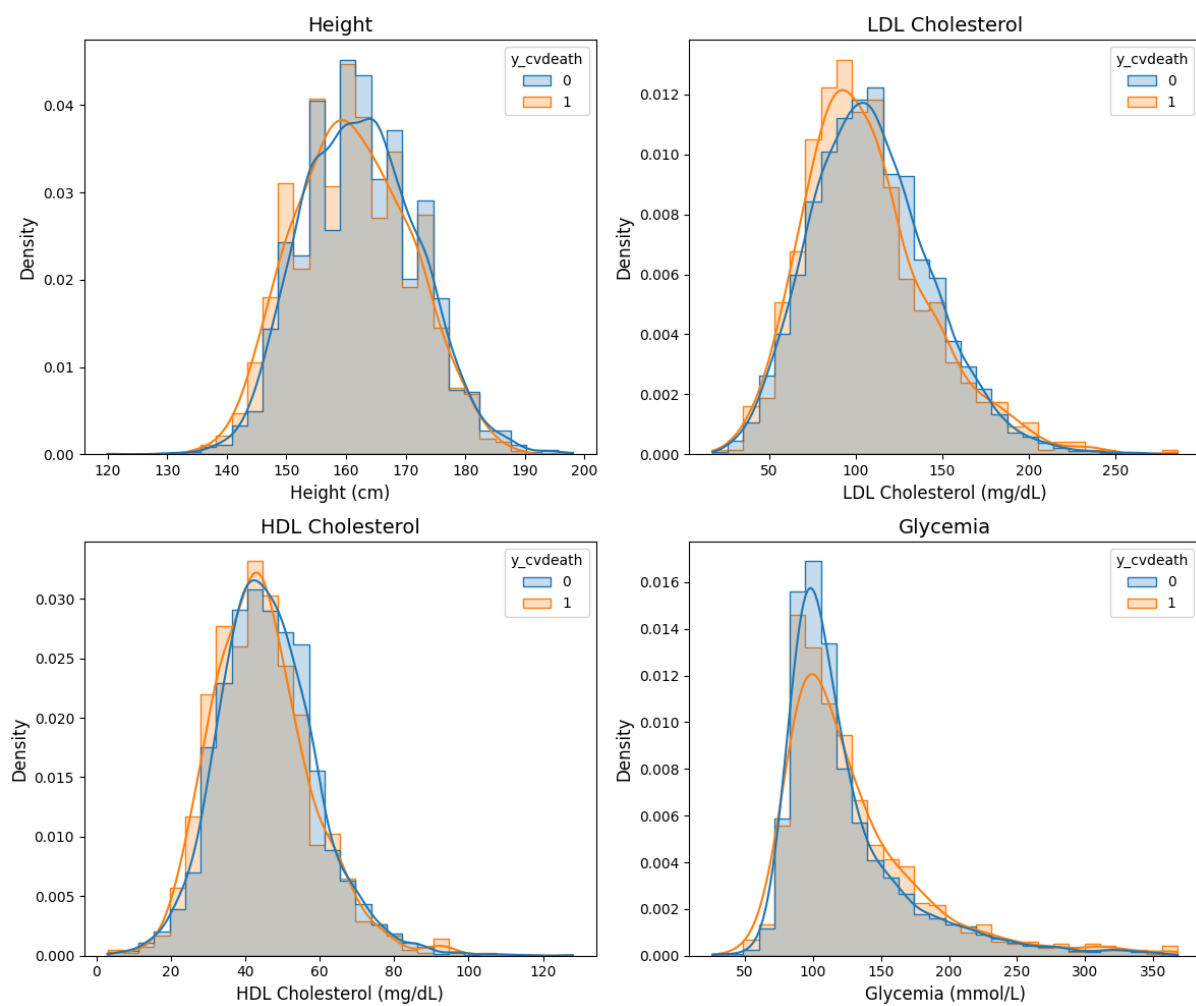 Height
y_cvdeath
0
1
Density
0.04
0.03
0.02
0.01
0.00
120 130 140 150 160 170 180 190 200
Height (cm)
LDL Cholesterol
y_cvdeath
0
1
Density
0.012
0.010
0.008
0.006
0.004
0.002
0.000
50 100 150 200 250
LDL Cholesterol (mg/dL)
HDL Cholesterol
y_cvdeath
0
1
Density
0.030
0.025
0.020
0.015
0.010
0.005
0.000
0 20 40 60 80 100 120
HDL Cholesterol (mg/dL)
Glycemia
y_cvdeath
0
1
Density
0.016
0.014
0.012
0.010
0.008
0.006
0.004
0.002
0.000
50 100 150 200 250 300 350
Glycemia (mmol/L)